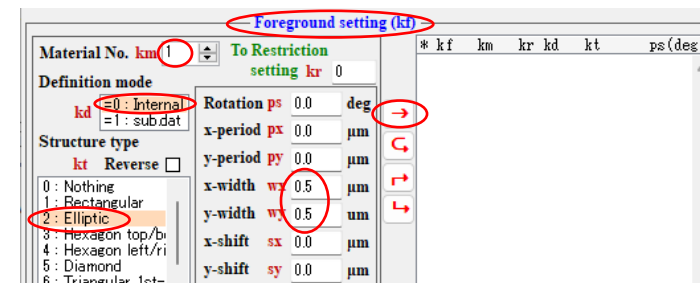 Foreground setting (kf)
Material No. km 1
To Restriction
setting kr 0
Definition mode
kd =0 : Internal
=1 : sub.dat
Structure type
kt Reverse
0 : Nothing
1 : Rectangular
2 : Elliptic
3 : Hexagon top/b
4 : Hexagon left/ri
5 : Diamond
6 : Triangular 1st-
Rotation ps 0.0 deg
x-period px 0.0 μm
y-period py 0.0 μm
x-width wx 0.5 μm
y-width wy 0.5 um
x-shift sx 0.0 μm
y-shift sy 0.0 μm
* kf km kr kd kt ps(deg